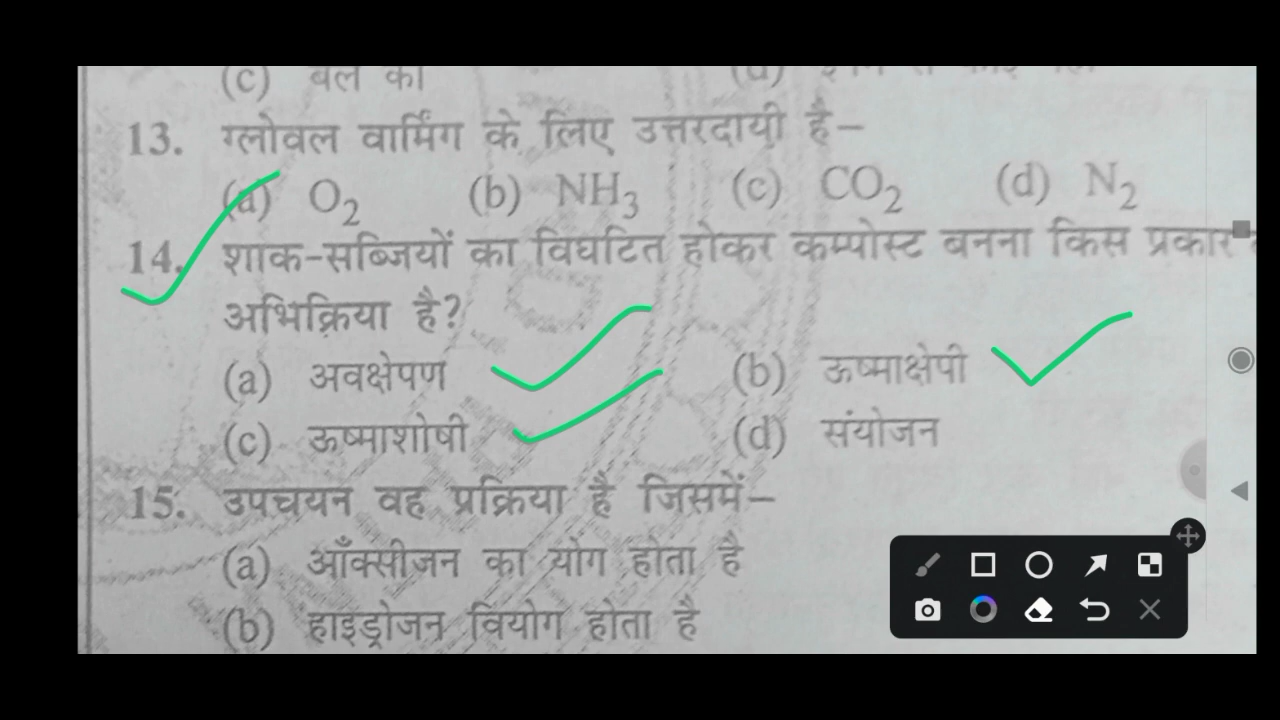 (c) बल का
13. ग्लोवल वार्मिंग के लिए उत्तरदायी है–
(a) O₂ (b) NH₃ (c) CO₂ (d) N₂
14. शाक-सब्जियों का विघटित होकर कम्पोस्ट बनना किस प्रकार
अभिक्रिया है?
(a) अवक्षेपण (b) ऊष्माक्षेपी
(c) ऊष्माशोषी (d) संयोजन
15. उपचयन वह प्रक्रिया है जिसमें–
(a) ऑंक्सीजन का योग होता है
(b) हाइड्रोजन वियोग होता है